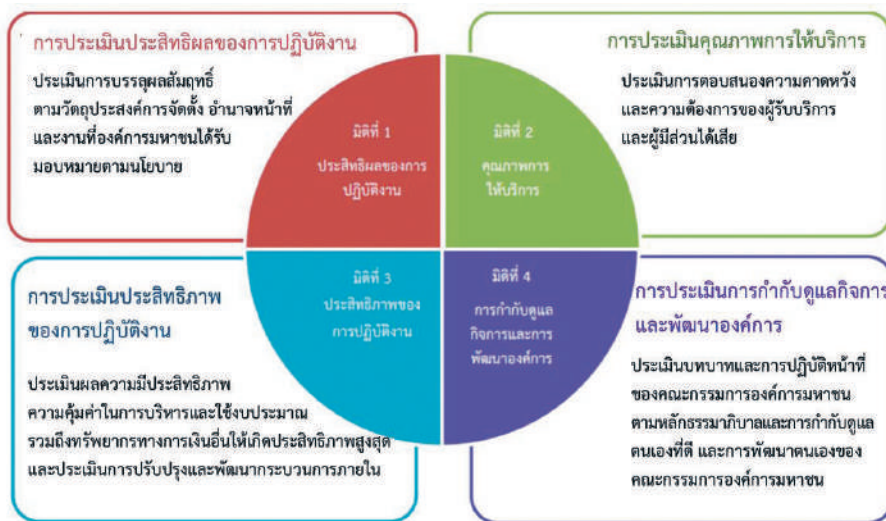 การประเมินประสิทธิผลของการปฏิบัติงาน
ประเมินการบรรลุผลสัมฤทธิ์
ตามวัตถุประสงค์การจัดตั้ง อำนาจหน้าที่
และงานที่องค์การมหาชนได้รับ
มอบหมายตามนโยบาย
มิติที่ 1
ประสิทธิผลของการ
ปฏิบัติงาน
การประเมินคุณภาพการให้บริการ
ประเมินการตอบสนองความคาดหวัง
และความต้องการของผู้รับบริการ
และผู้มีส่วนได้เสีย
มิติที่ 2
คุณภาพการ
ให้บริการ
การประเมินประสิทธิภาพ
ของการปฏิบัติงาน
ประเมินผลความมีประสิทธิภาพ
ความคุ้มค่าในการบริหารและใช้งบประมาณ
รวมถึงทรัพยากรทางการเงินอื่นให้เกิดประสิทธิภาพสูงสุด
และประเมินการปรับปรุงและพัฒนากระบวนการภายใน
มิติที่ 3
ประสิทธิภาพของ
การปฏิบัติงาน
มิติที่ 4
การกำกับดูแล
กิจการและการ
พัฒนาองค์การ
การประเมินการกำกับดูแลกิจการ
และพัฒนาองค์การ
ประเมินบทบาทและการปฏิบัติหน้าที่
ของคณะกรรมการองค์การมหาชน
ตามหลักธรรมาภิบาลและการกำกับดูแล
ตนเองที่ดี และการพัฒนาตนเองของ
คณะกรรมการองค์การมหาชน